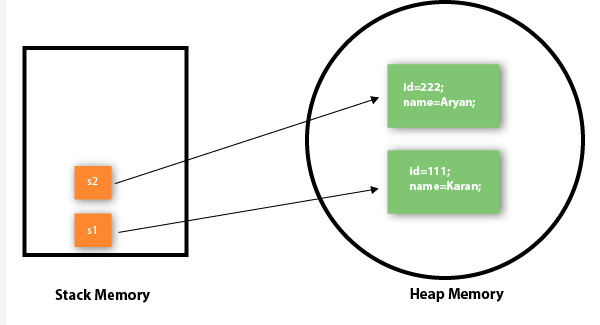 id=222;
name=Aryan;
s2
id=111;
name=Karan;
s1
Stack Memory
Heap Memory